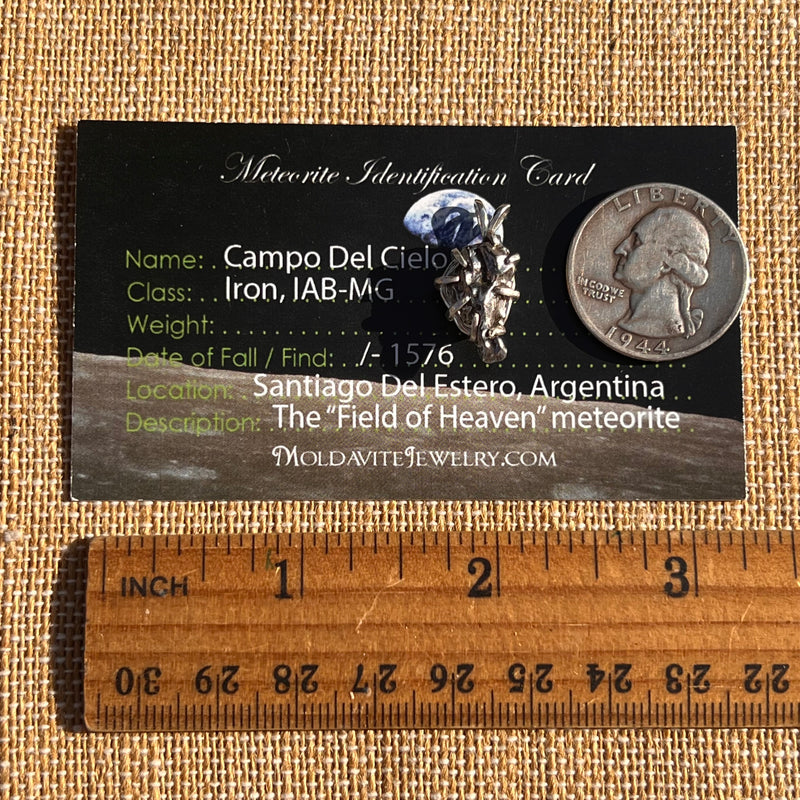 Meteorite Identification Card
Name: . Campo Del Cielo . . . . . . . .
Class: . . Iron, IAB-MG . . . . . . . . . .
Weight: . . . . . . . . . . . . . . . . . . . . . . . . . .
Date of Fall / Find: . /- 1576 . . . . . . . . . . . . . . .
Location: . . Santiago Del Estero, Argentina
Description: . The “Field of Heaven” meteorite
MoldaviteJewelry.com
LIBERTY
IN GOD WE
TRUST
1944
INCH 1 2 3
30 29 28 27 26 25 24 23 22